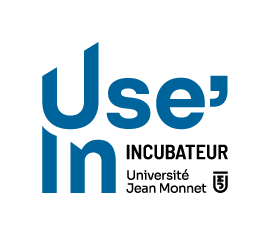 Use'
In INCUBATEUR
Université
Jean Monnet